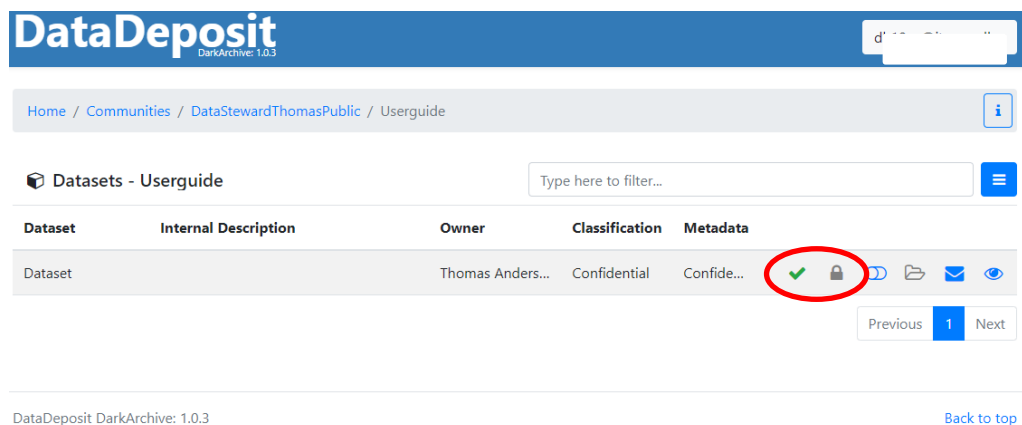 DataDeposit
DarkArchive: 1.0.3
Home / Communities / DataStewardThomasPublic / Userguide
i
Datasets - Userguide
Type here to filter...
Dataset Internal Description Owner Classification Metadata
Dataset Thomas Anders... Confidential Confide...
Previous 1 Next
DataDeposit DarkArchive: 1.0.3
Back to top